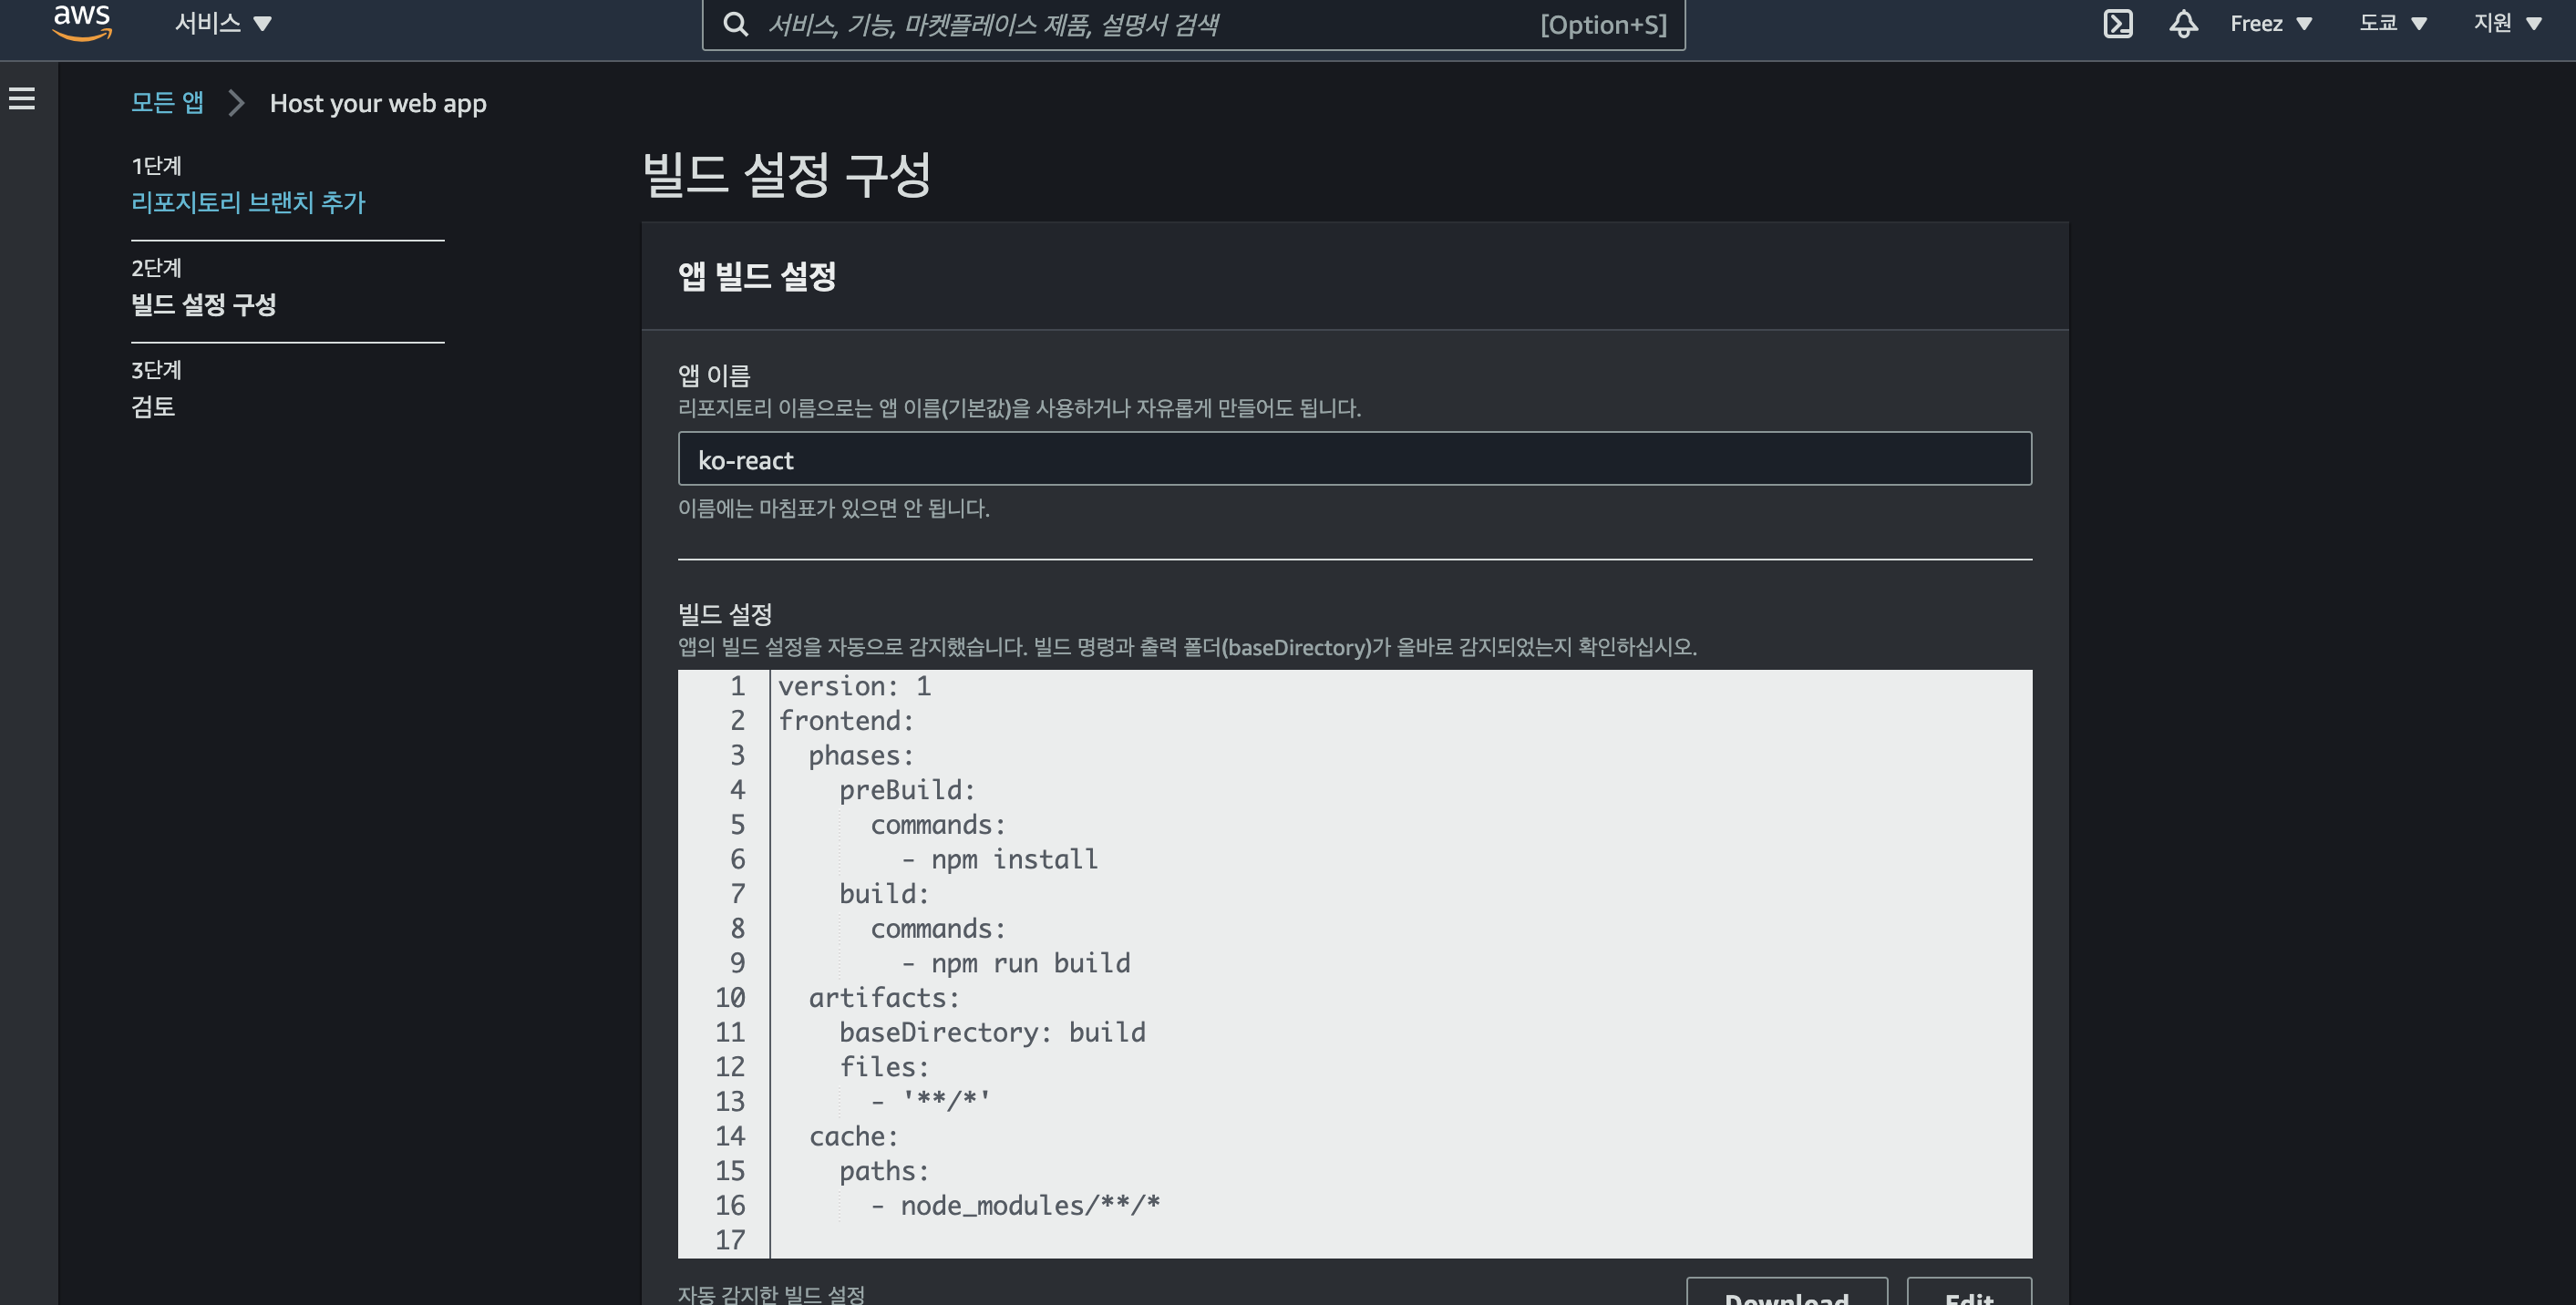 aws
서비스
서비스, 기능, 마켓플레이스 제품, 설명서 검색
[Option+S]
Freez
도쿄
지원
모든 앱
Host your web app
1단계
리포지토리 브랜치 추가
2단계
빌드 설정 구성
3단계
검토
빌드 설정 구성
앱 빌드 설정
앱 이름
리포지토리 이름으로는 앱 이름(기본값)을 사용하거나 자유롭게 만들어도 됩니다.
ko-react
이름에는 마침표가 있으면 안 됩니다.
빌드 설정
앱의 빌드 설정을 자동으로 감지했습니다. 빌드 명령과 출력 폴더(baseDirectory)가 올바로 감지되었는지 확인하십시오.
1 version: 1
2 frontend:
3   phases:
4     preBuild:
5       commands:
6         - npm install
7     build:
8       commands:
9         - npm run build
10   artifacts:
11     baseDirectory: build
12     files:
13       - '**/*'
14   cache:
15     paths:
16       - node_modules/**/*
17
자동 감지한 빌드 설정
Download
Edit